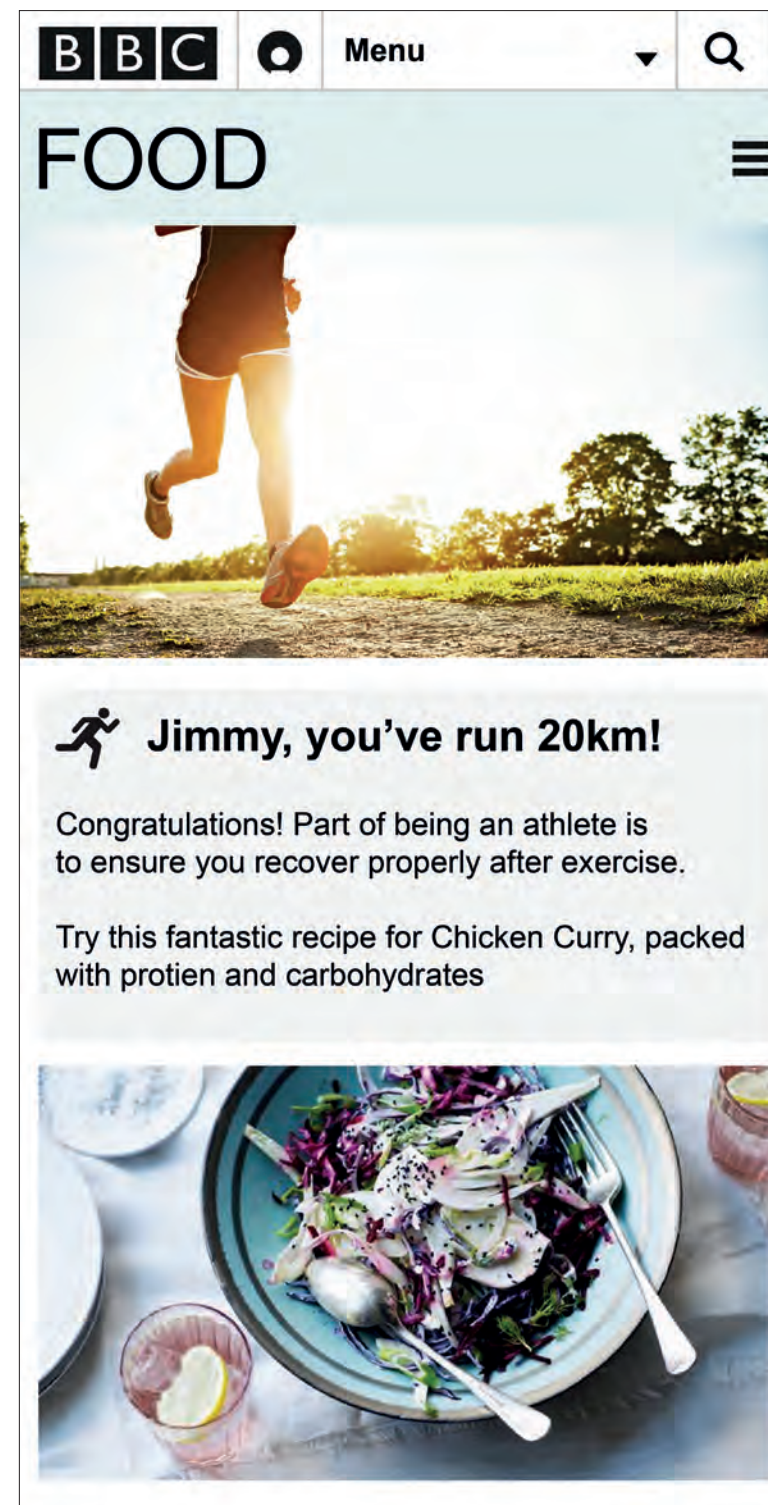 BBC Menu
FOOD
Jimmy, you’ve run 20km!
Congratulations! Part of being an athlete is
to ensure you recover properly after exercise.
Try this fantastic recipe for Chicken Curry, packed
with protien and carbohydrates